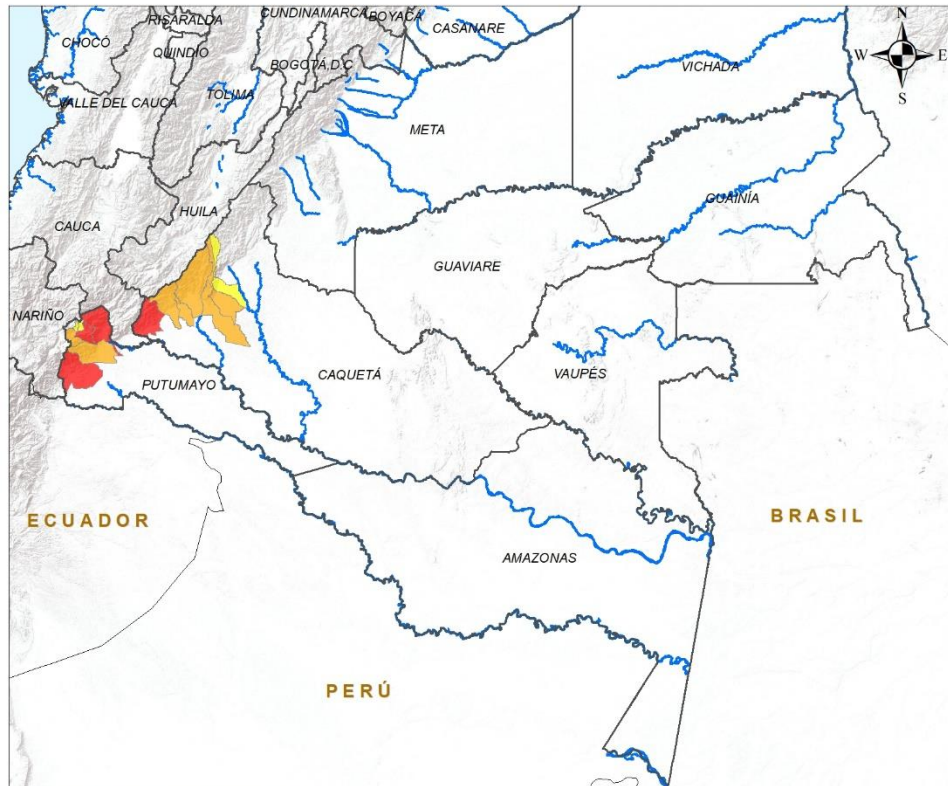 CUNDINAMARCA
BOYACÁ
RISARALDA
CASANARE
N
CHOCÓ
QUINDÍO
BOGOTÁ D.C
VICHADA
W
E
S
VALLE DEL CAUCA
TOLIMA
META
HUILA
GUAINÍA
CAUCA
GUAVIARE
NARIÑO
CAQUETÁ
VAUPÉS
PUTUMAYO
ECUADOR
BRASIL
AMAZONAS
PERÚ